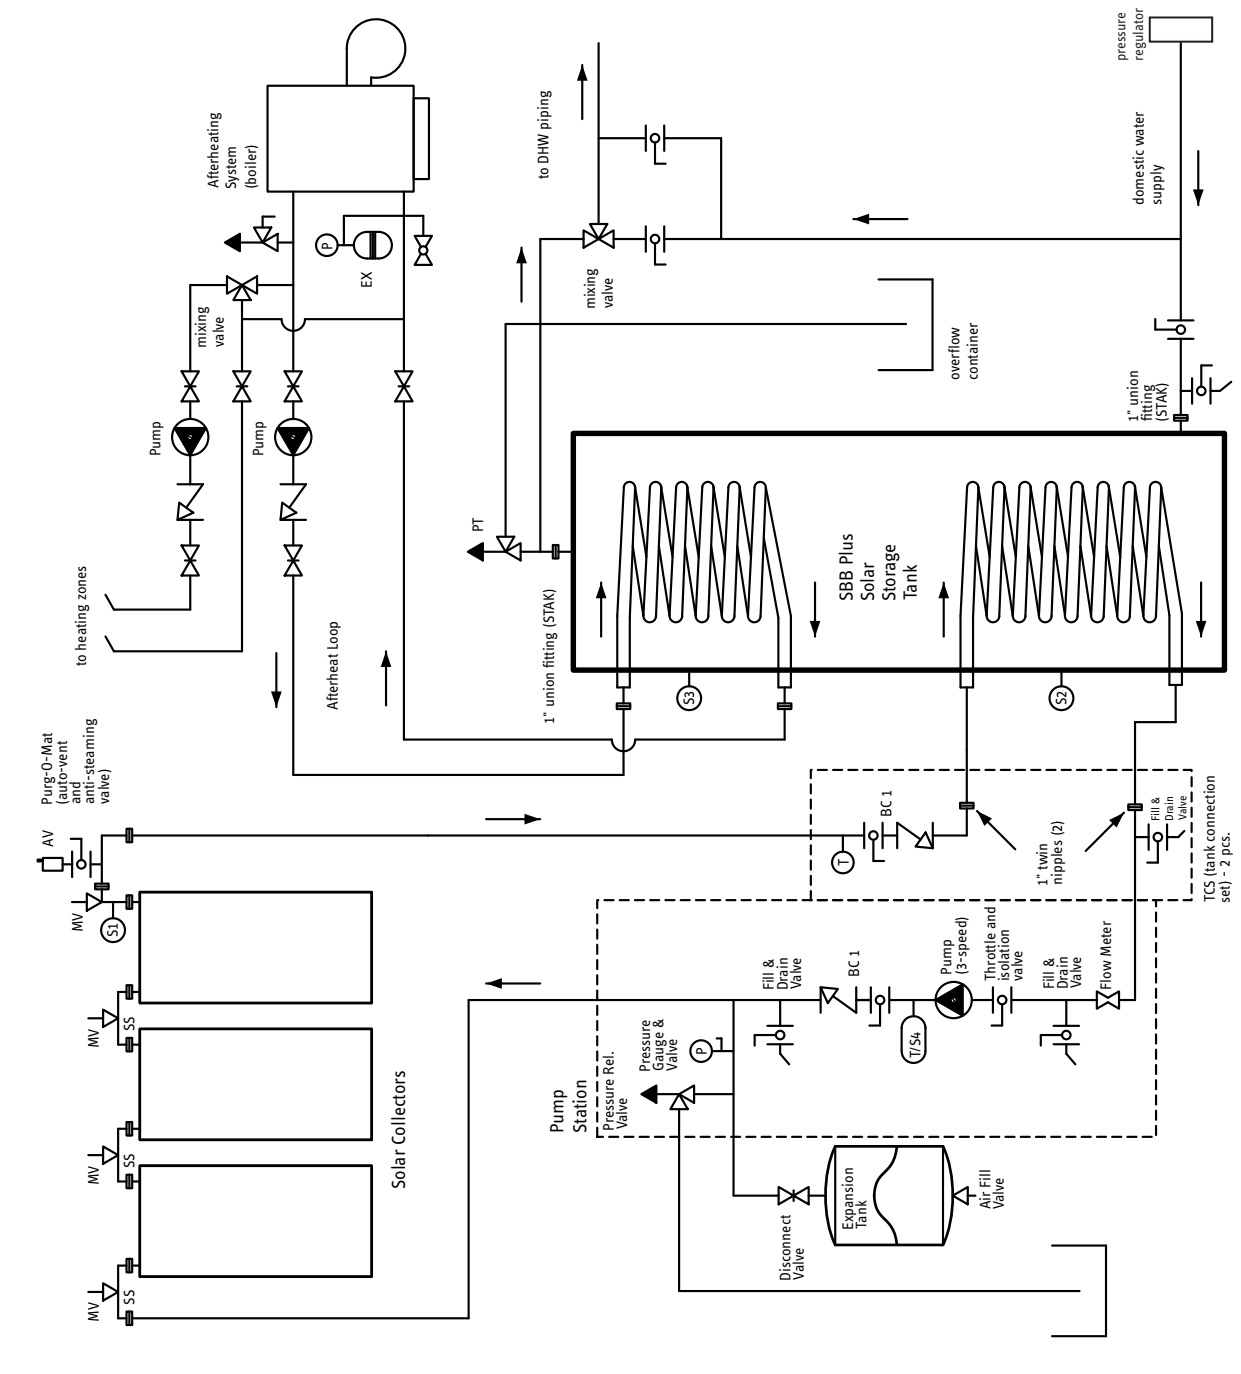 pressure
regulator
Afterheating
System
(boiler)
to DHW piping
domestic water
supply
P
EX
mixing
valve
mixing
valve
overflow
container
1" union
fitting
(STAK)
Pump
Pump
PT
to heating zones
Afterheat Loop
1" union fitting (STAK)
SBB Plus
Solar
Storage
Tank
S3
S2
Purg-O-Mat
(auto-vent
and
anti-steaming
valve)
AV
MV
S1
T
BC 1
1" twin
nipples (2)
Fill &
Drain
Valve
TCS (tank connection
set) - 2 pcs.
MV
SS
MV
SS
MV
SS
Solar Collectors
Pump
Station
Pressure Rel.
Valve
Pressure
Gauge &
Valve
P
Fill &
Drain
Valve
BC 1
T/S4
Pump
(3-speed)
Throttle and
isolation
valve
Fill &
Drain
Valve
Flow Meter
Disconnect
Valve
Expansion
Tank
Air Fill
Valve